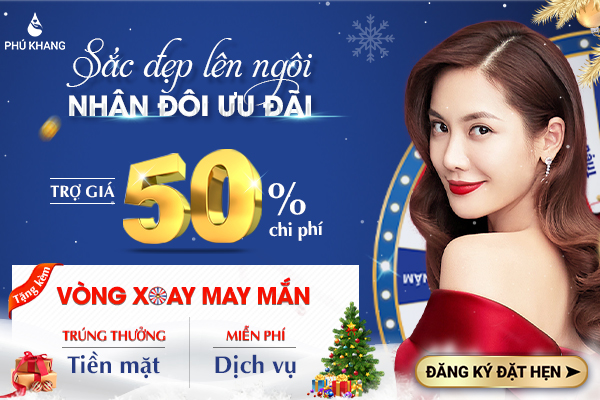 PHÚ KHANG
Sắc đẹp lên ngôi
NHÂN ĐÔI ƯU ĐÃI
TRỢ GIÁ
50%
chi phí
Tặng kèm
VÒNG XOAY MAY MẮN
TRÚNG THƯỞNG
Tiền mặt
MIỄN PHÍ
Dịch vụ
ĐĂNG KÝ ĐẶT HẸN